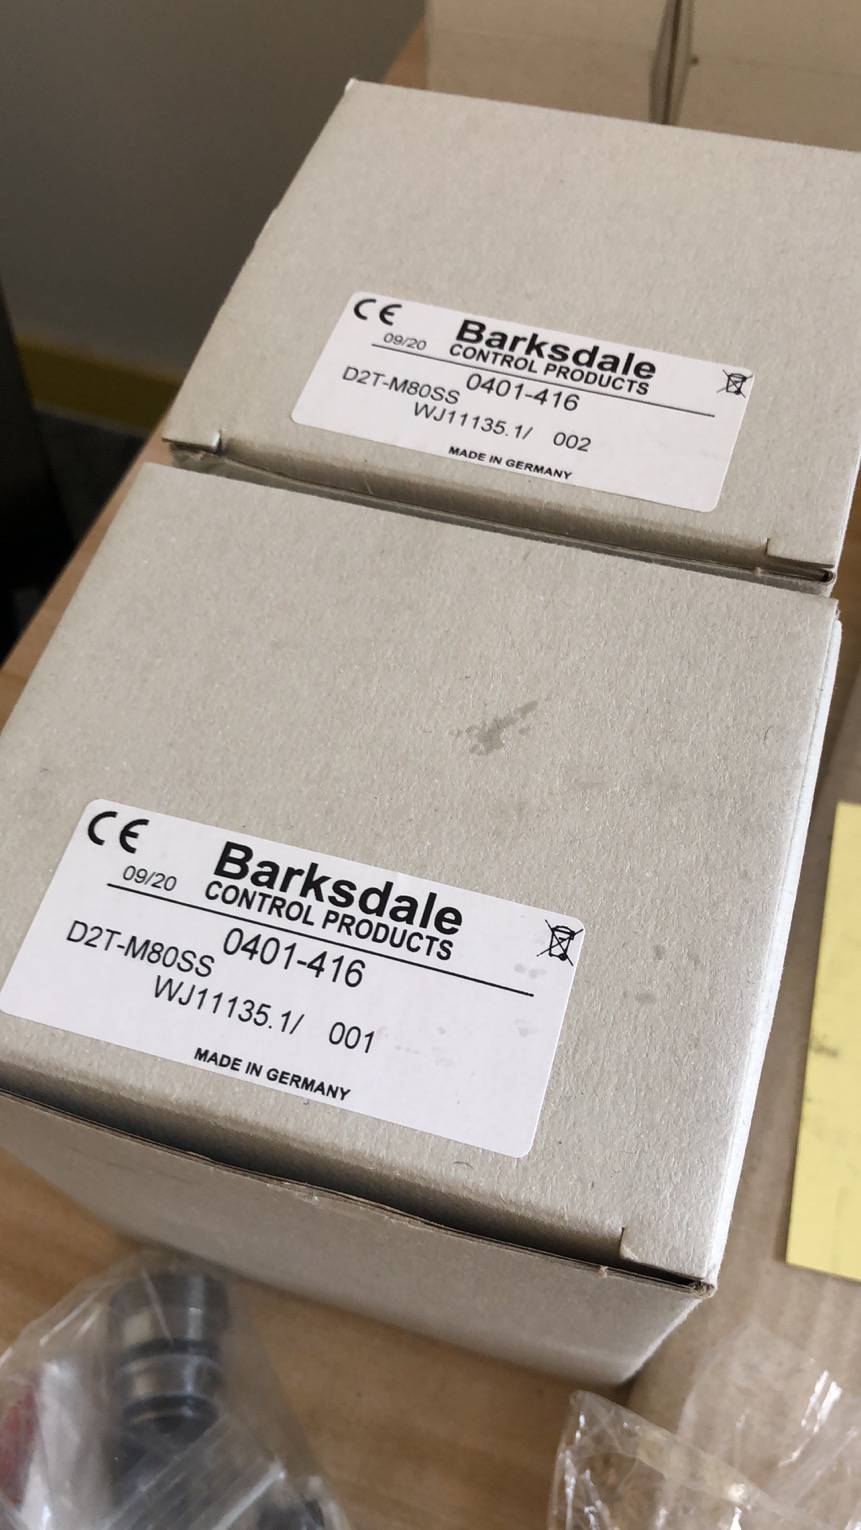 CE
09/20
Barksdale
CONTROL PRODUCTS
D2T-M80SS 0401-416
WJ11135.1/ 002
MADE IN GERMANY
CE
09/20
Barksdale
CONTROL PRODUCTS
D2T-M80SS 0401-416
WJ11135.1/ 001
MADE IN GERMANY